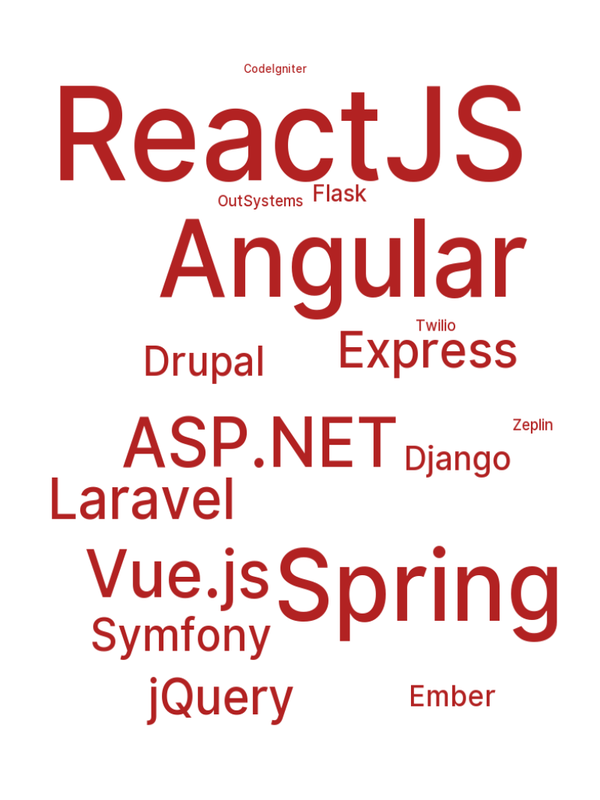 CodeIgniter
ReactJS
OutSystems Flask
Angular
Twilio
Drupal Express
ASP.NET Django Zeplin
Laravel
Vue.js Spring
Symfony
jQuery Ember